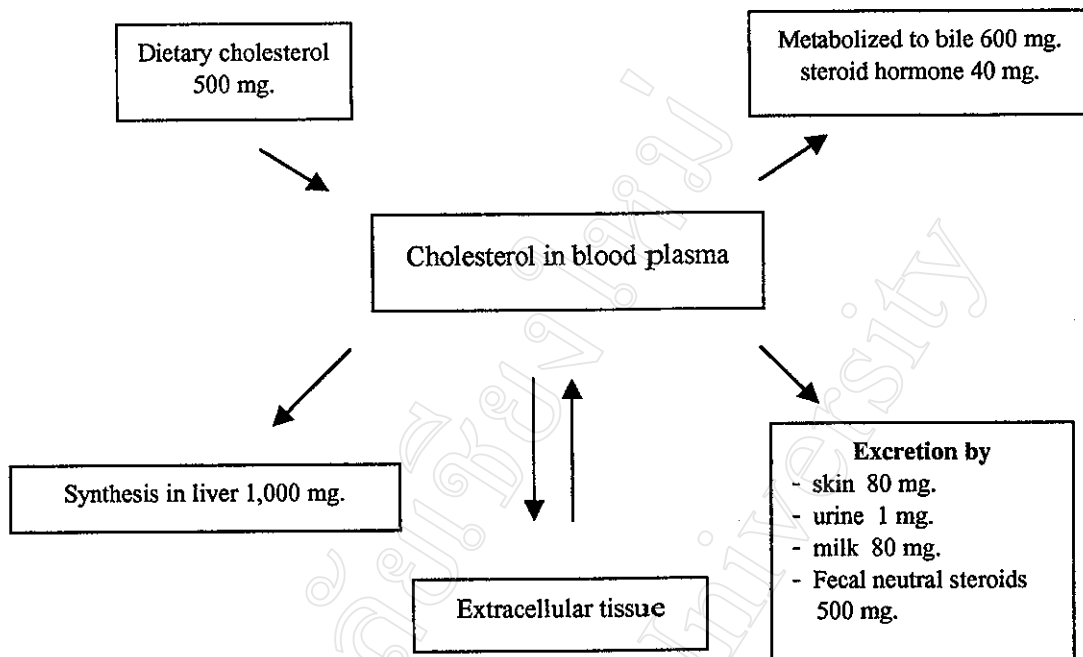 Dietary cholesterol
500 mg.
Metabolized to bile 600 mg.
steroid hormone 40 mg.
Cholesterol in blood plasma
Synthesis in liver 1,000 mg.
Extracellular tissue
Excretion by
- skin 80 mg.
- urine 1 mg.
- milk 80 mg.
- Fecal neutral steroids
500 mg.
University